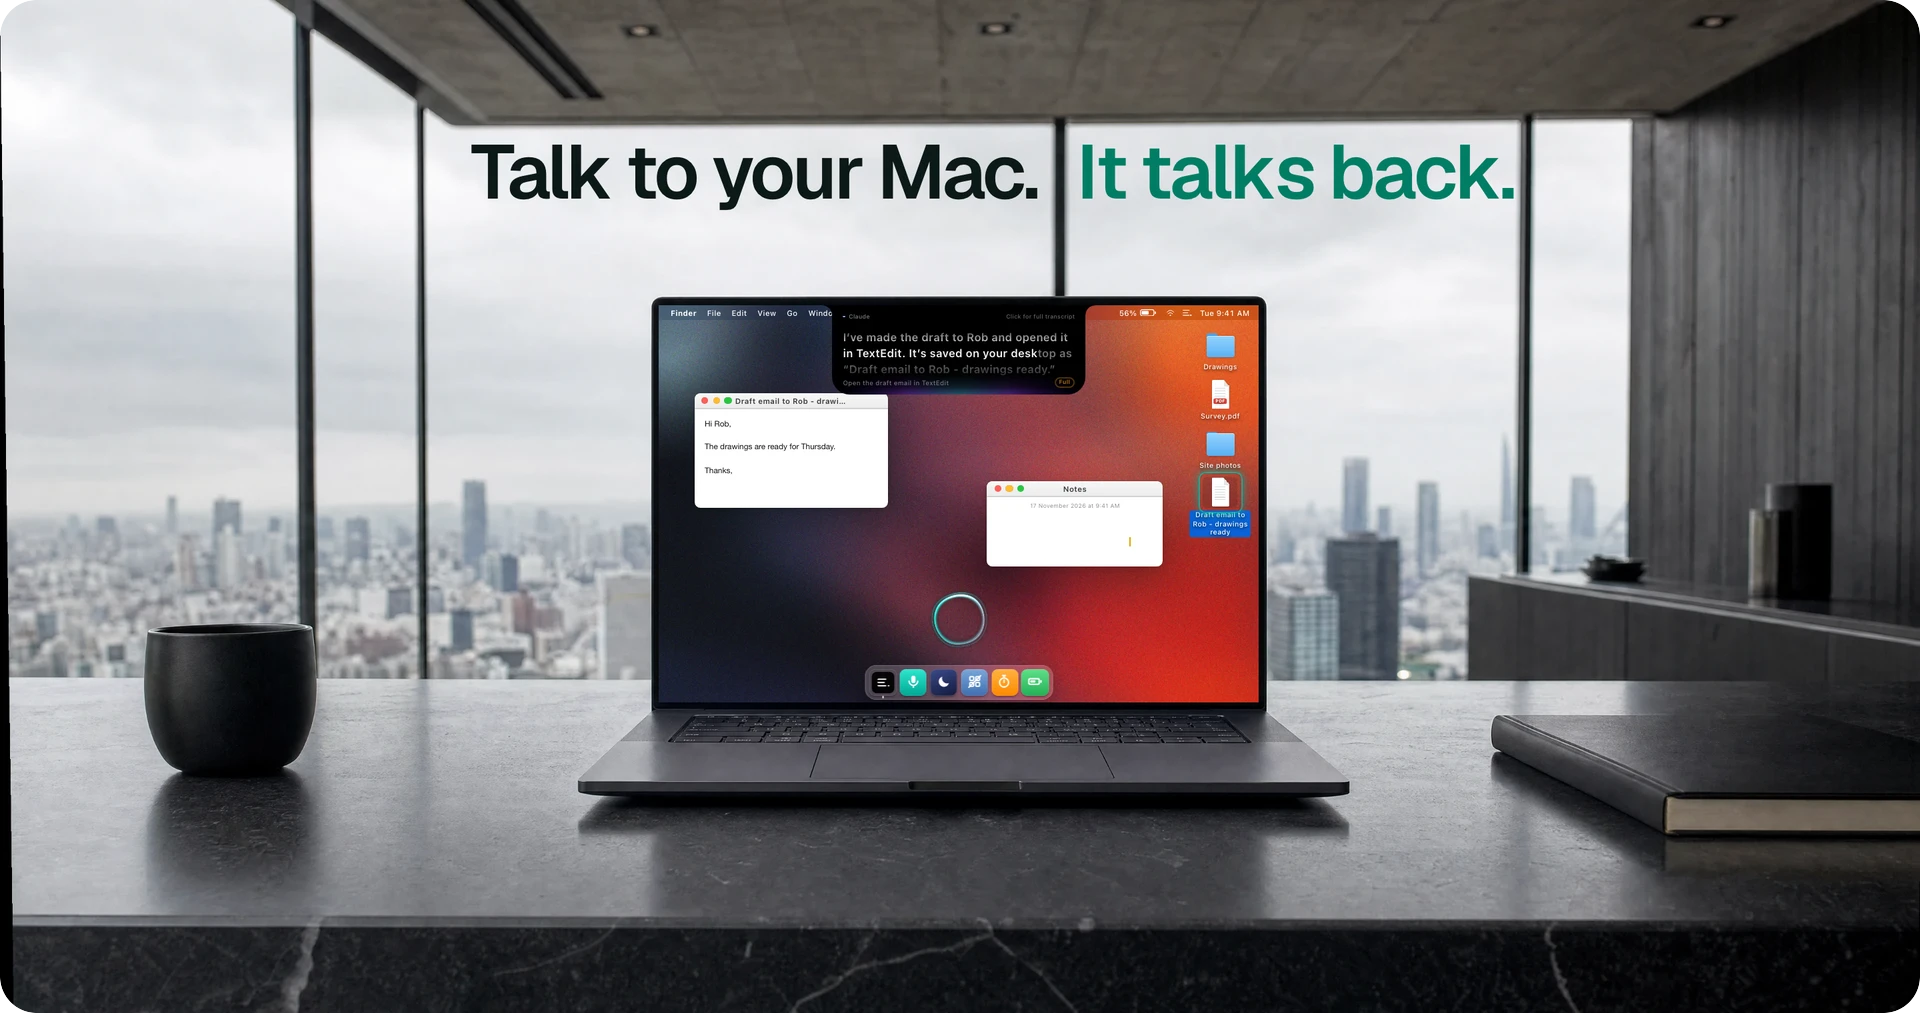 Talk to your Mac. It talks back.
Finder File Edit View Go Windo
Claude
Click for full transcript
I've made the draft to Rob and opened it
in TextEdit. It's saved on your desktop as
“Draft email to Rob - drawings ready.”
Open the draft email in TextEdit
Full
56%
Tue 9:41 AM
Draft email to Rob - drawi...
Hi Rob,
The drawings are ready for Thursday.
Thanks,
Notes
17 November 2026 at 9:41 AM
Drawings
PDF
Survey.pdf
Site photos
Draft email to
Rob - drawings
ready